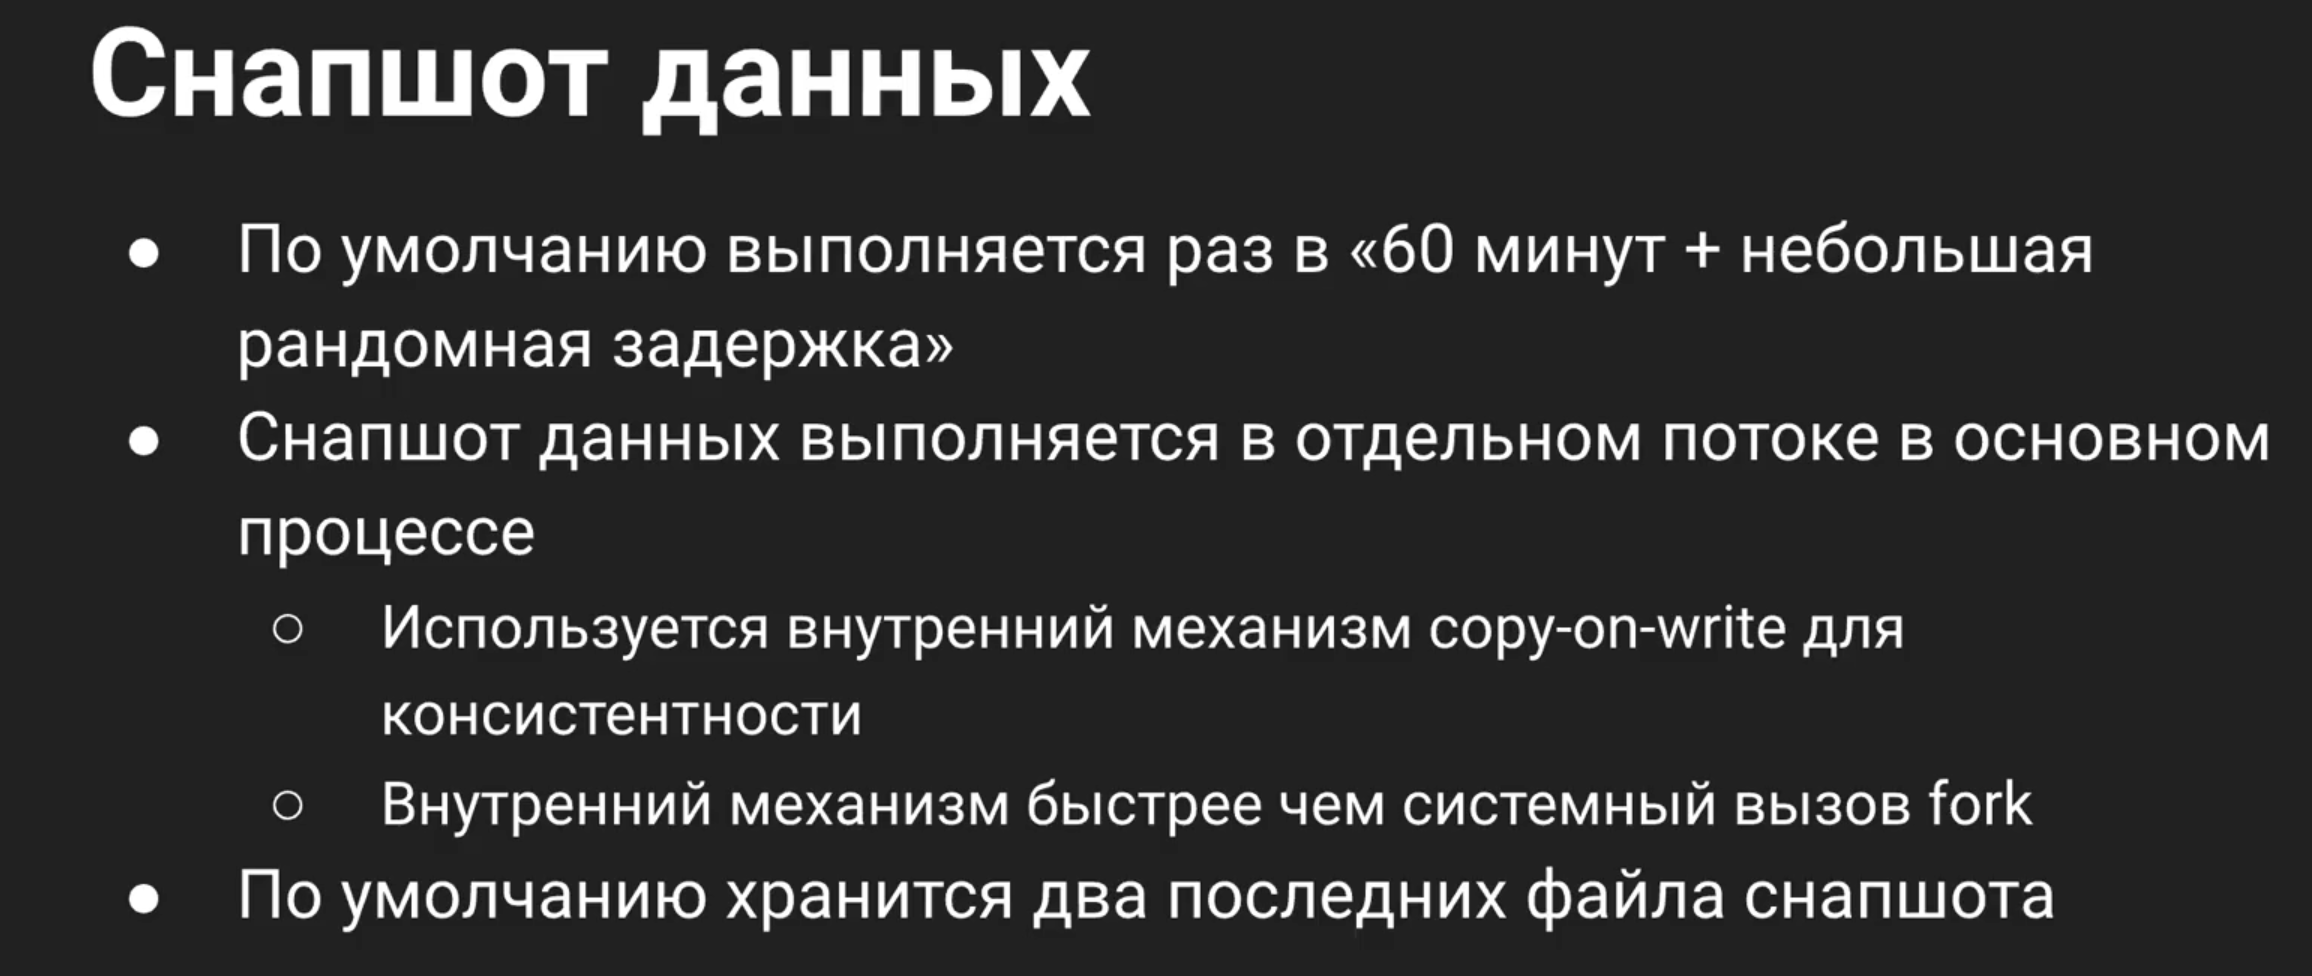 Снапшот данных
● По умолчанию выполняется раз в «60 минут + небольшая
рандомная задержка»
● Снапшот данных выполняется в отдельном потоке в основном
процессе
○ Используется внутренний механизм copy-on-write для
консистентности
○ Внутренний механизм быстрее чем системный вызов fork
● По умолчанию хранится два последних файла снапшота